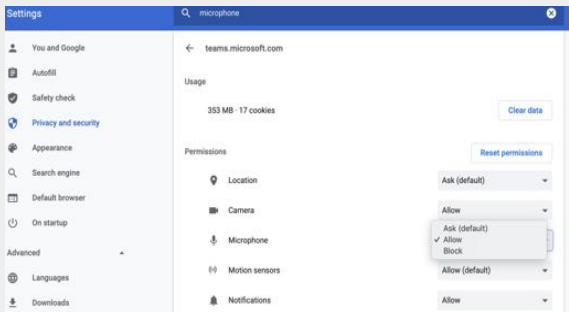 Settings
microphone
You and Google
Autofill
Safety check
Privacy and security
Appearance
Search engine
Default browser
On startup
Advanced
Languages
Downloads
teams.microsoft.com
Usage
353 MB · 17 cookies
Clear data
Permissions
Reset permissions
Location
Ask (default)
Camera
Allow
Microphone
Ask (default)
Allow
Block
Motion sensors
Allow (default)
Notifications
Allow